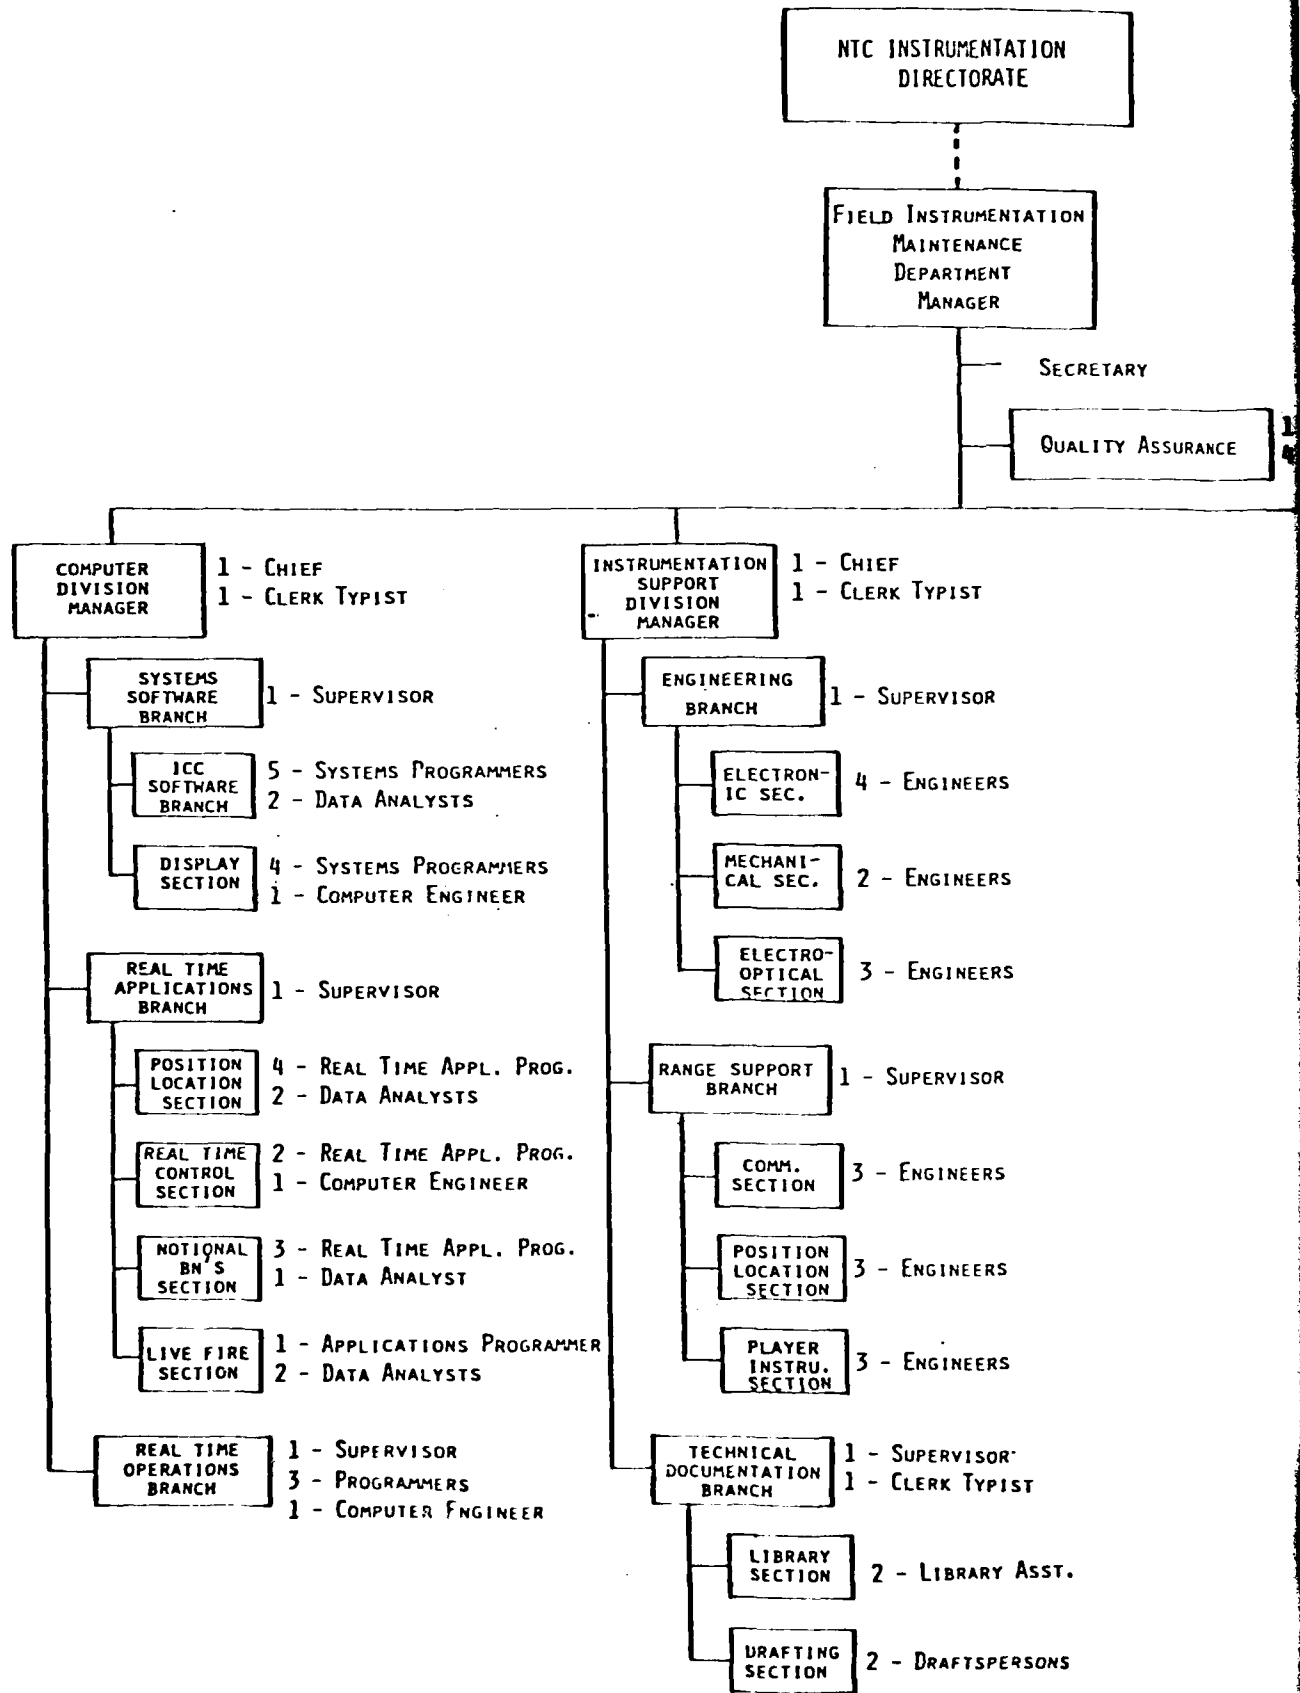 NTC INSTRUMENTATION
DIRECTORATE
FIELD INSTRUMENTATION
MAINTENANCE
DEPARTMENT
MANAGER
SECRETARY
QUALITY ASSURANCE
1
4
COMPUTER
DIVISION
MANAGER
1 - CHIEF
1 - CLERK TYPIST
SYSTEMS
SOFTWARE
BRANCH
1 - SUPERVISOR
ICC
SOFTWARE
BRANCH
5 - SYSTEMS PROGRAMMERS
2 - DATA ANALYSTS
DISPLAY
SECTION
4 - SYSTEMS PROGRAMMERS
1 - COMPUTER ENGINEER
REAL TIME
APPLICATIONS
BRANCH
1 - SUPERVISOR
POSITION
LOCATION
SECTION
4 - REAL TIME APPL. PROG.
2 - DATA ANALYSTS
REAL TIME
CONTROL
SECTION
2 - REAL TIME APPL. PROG.
1 - COMPUTER ENGINEER
NOTIONAL
BN'S
SECTION
3 - REAL TIME APPL. PROG.
1 - DATA ANALYST
LIVE FIRE
SECTION
1 - APPLICATIONS PROGRAMMER
2 - DATA ANALYSTS
REAL TIME
OPERATIONS
BRANCH
1 - SUPERVISOR
3 - PROGRAMMERS
1 - COMPUTER ENGINEER
INSTRUMENTATION
SUPPORT
DIVISION
MANAGER
1 - CHIEF
1 - CLERK TYPIST
ENGINEERING
BRANCH
1 - SUPERVISOR
ELECTRON-
IC SEC.
4 - ENGINEERS
MECHANI-
CAL SEC.
2 - ENGINEERS
ELECTRO-
OPTICAL
SECTION
3 - ENGINEERS
RANGE SUPPORT
BRANCH
1 - SUPERVISOR
COMM.
SECTION
3 - ENGINEERS
POSITION
LOCATION
SECTION
3 - ENGINEERS
PLAYER
INSTRU.
SECTION
3 - ENGINEERS
TECHNICAL
DOCUMENTATION
BRANCH
1 - SUPERVISOR
1 - CLERK TYPIST
LIBRARY
SECTION
2 - LIBRARY ASST.
DRAFTING
SECTION
2 - DRAFTSPERSONS